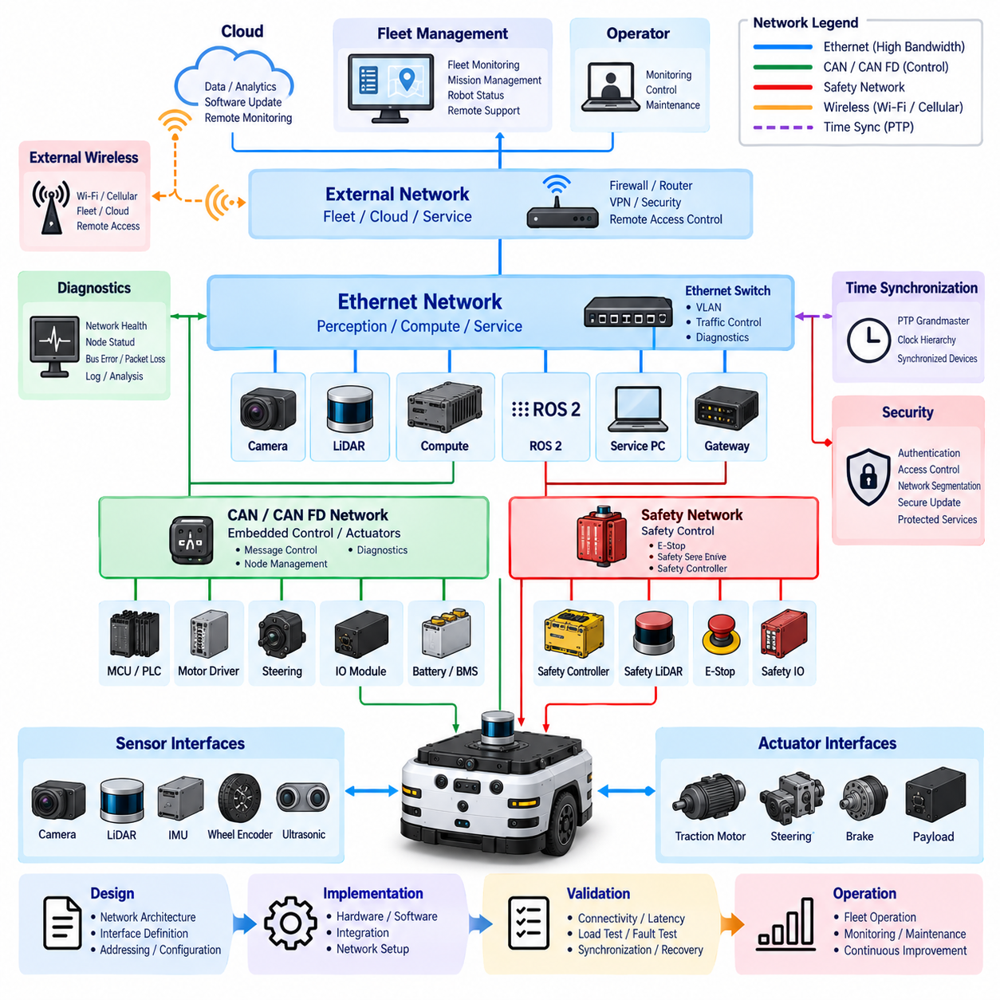 Cloud
Data / Analytics
Software Update
Remote Monitoring
Fleet Management
Fleet Monitoring
Mission Management
Robot Status
Remote Support
Operator
Monitoring
Control
Maintenance
Network Legend
Ethernet (High Bandwidth)
CAN / CAN FD (Control)
Safety Network
Wireless (Wi-Fi / Cellular)
Time Sync (PTP)
External Wireless
Wi-Fi / Cellular
Fleet / Cloud
Remote Access
External Network
Fleet / Cloud / Service
Firewall / Router
VPN / Security
Remote Access Control
Diagnostics
Network Health
Node Statud
Bus Error / Packet Loss
Log / Analysis
Ethernet Network
Perception / Compute / Service
Ethernet Switch
• VLAN
• Traffic Control
• Diagnostics
Time Synchronization
PTP Grandmaster
Clock Hierarchy
Synchronized Devices
Camera
LiDAR
Compute
ROS 2
ROS 2
Service PC
Gateway
Security
Authentication
Access Control
Network Segmentation
Secure Update
Protected Services
CAN / CAN FD Network
Embedded Control / Actuators
• Message Control
• Diagnostics
• Node Management
Safety Network
Safety Control
• E-Stop
• Safety Sеve Enive
• Safety Controller
MCU / PLC
Motor Driver
Steering
IO Module
Battery / BMS
Safety Controller
Safety LiDAR
E-Stop
Safety IO
Sensor Interfaces
Camera
LiDAR
IMU
Wheel Encoder
Ultrasonic
Actuator Interfaces
Traction Motor
Steering
Brake
Payload
Design
• Network Architecture
• Interface Definition
• Addressing / Configuration
Implementation
• Hardware / Software
• Integration
• Network Setup
Validation
• Connectivity / Latency
• Load Test / Fault Test
• Synchronization / Recovery
Operation
• Fleet Operation
• Monitoring / Maintenance
• Continuous Improvement